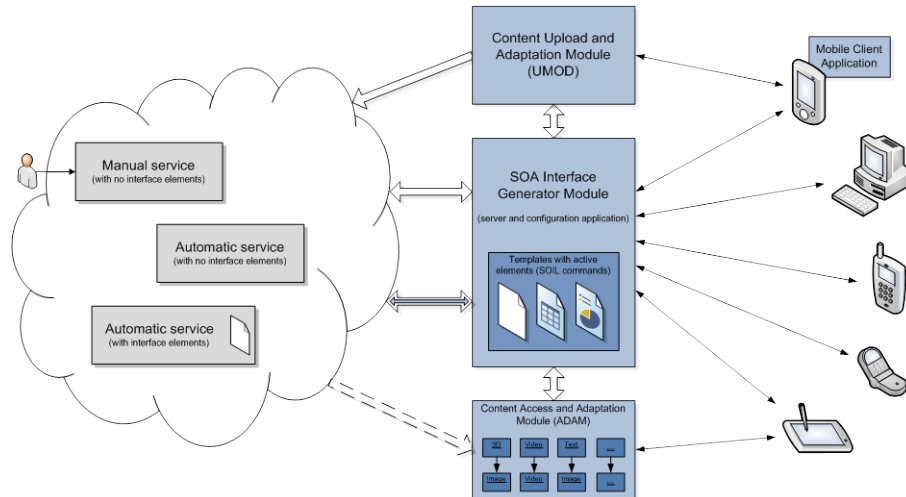 Content Upload and
Adaptation Module
(UMOD)
Mobile Client
Application
Manual service
(with no interface elements)
SOA Interface
Generator Module
(server and configuration application)
Automatic service
(with no interface elements)
Templates with active
elements (SOIL commands)
Automatic service
(with interface elements)
Content Access and Adaptation
Module (ADAM)
3D
Video
Text
...
Image
Video
Image
...